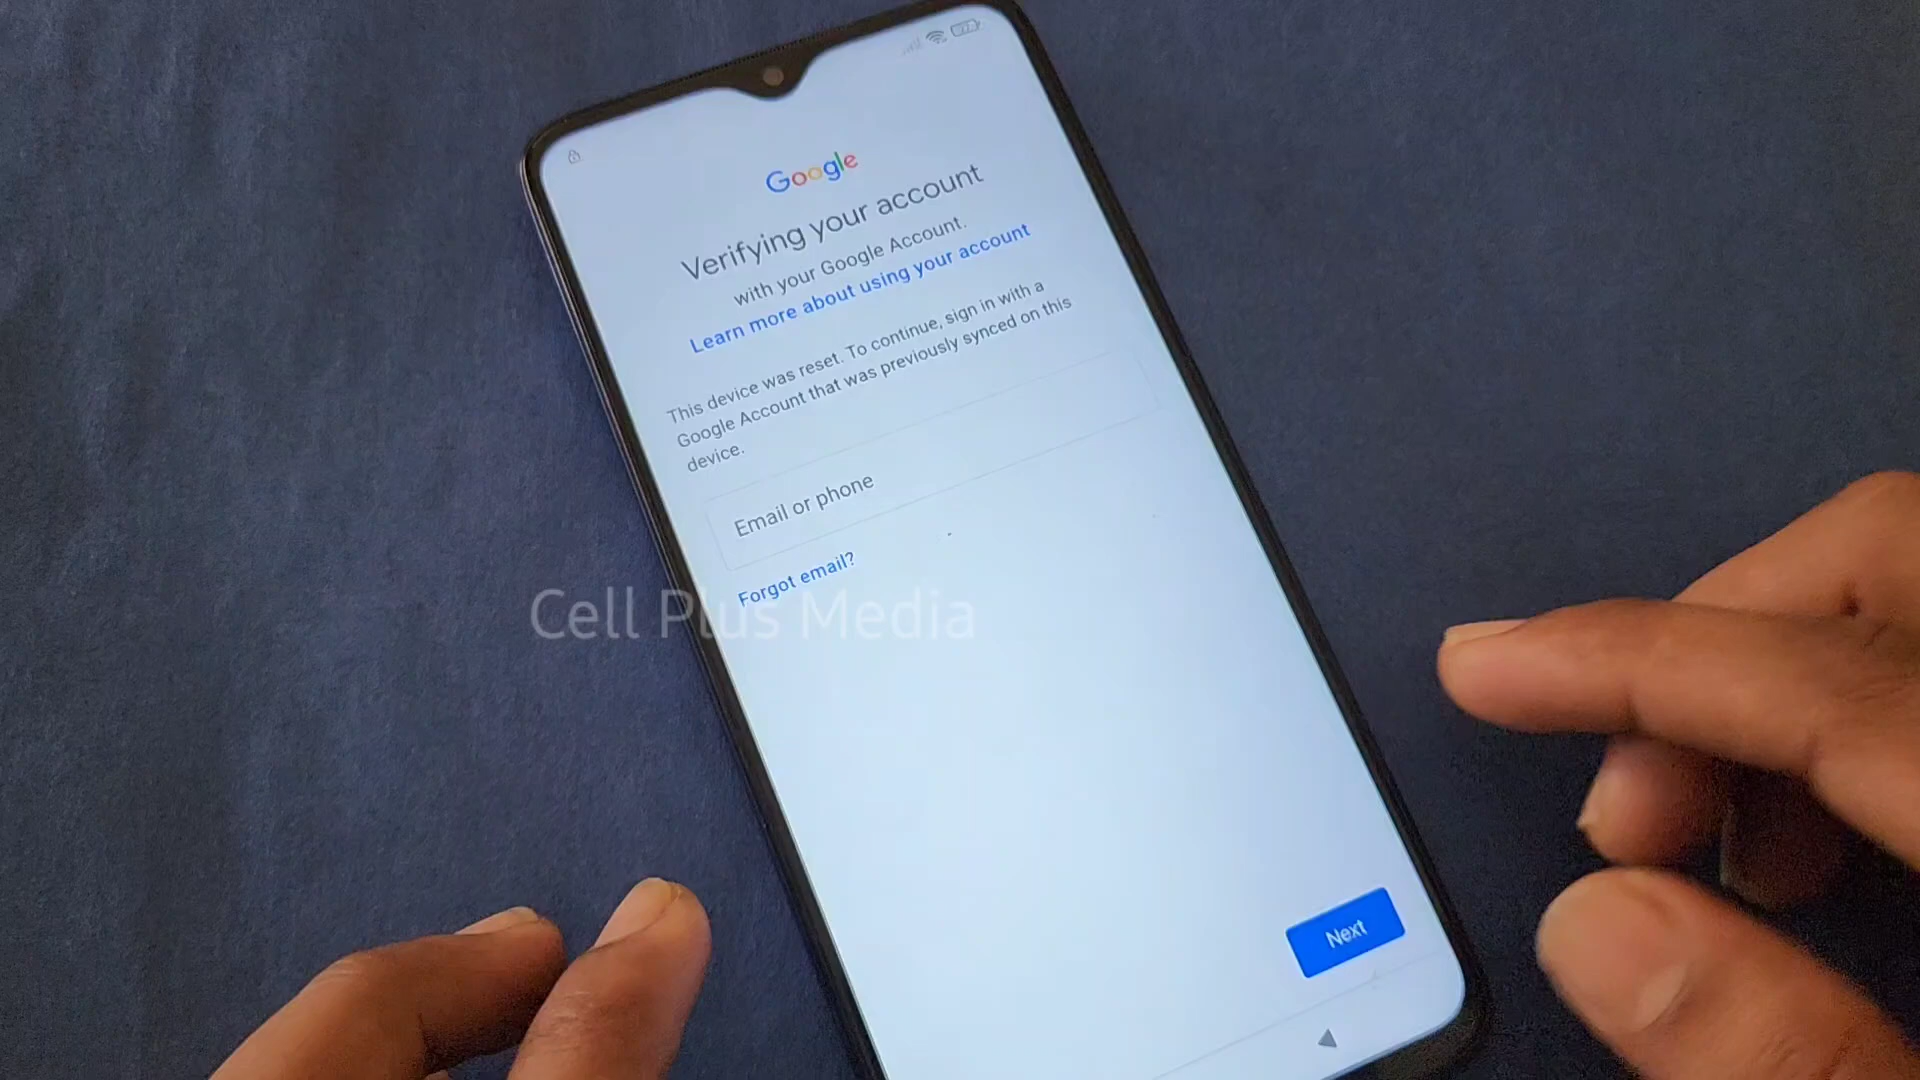 Google
Verifying your account
with your Google Account.
Learn more about using your account
This device was reset. To continue, sign in with a
Google Account that was previously synced on this
device.
Email or phone
Forgot email?
Cell Plus Media
Next